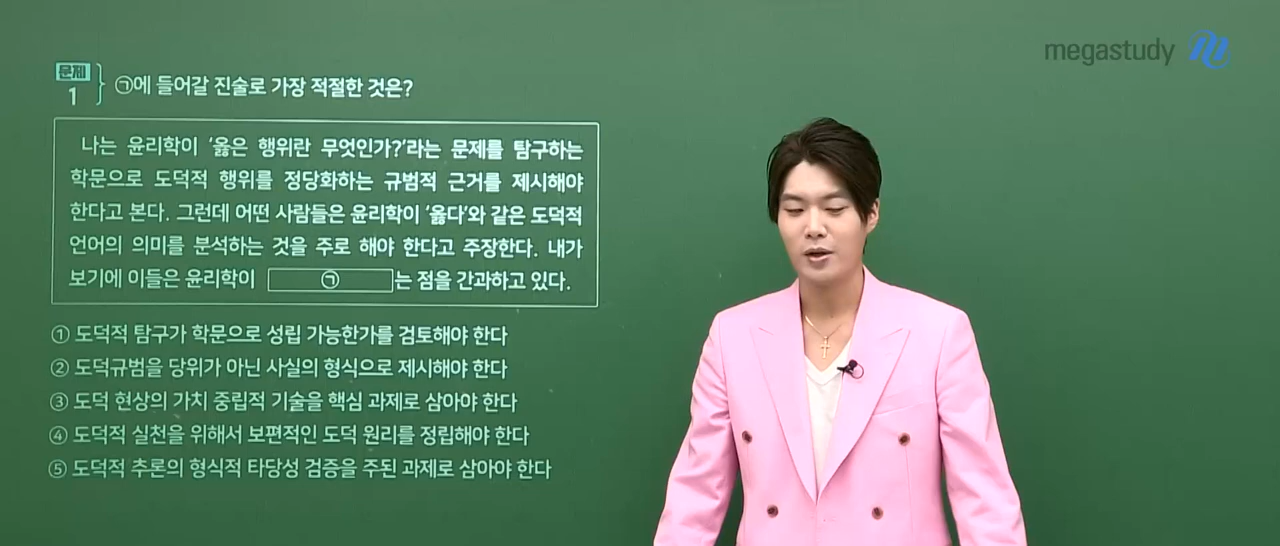 megastudy
문제
1
㉠에 들어갈 진술로 가장 적절한 것은?
나는 윤리학이 ‘옳은 행위란 무엇인가?’라는 문제를 탐구하는
학문으로 도덕적 행위를 정당화하는 규범적 근거를 제시해야
한다고 본다. 그런데 어떤 사람들은 윤리학이 ‘옳다’와 같은 도덕적
언어의 의미를 분석하는 것을 주로 해야 한다고 주장한다. 내가
보기에 이들은 윤리학이 ㉠ 는 점을 간과하고 있다.
① 도덕적 탐구가 학문으로 성립 가능한가를 검토해야 한다
② 도덕규범을 당위가 아닌 사실의 형식으로 제시해야 한다
③ 도덕 현상의 가치 중립적 기술을 핵심 과제로 삼아야 한다
④ 도덕적 실천을 위해서 보편적인 도덕 원리를 정립해야 한다
⑤ 도덕적 추론의 형식적 타당성 검증을 주된 과제로 삼아야 한다